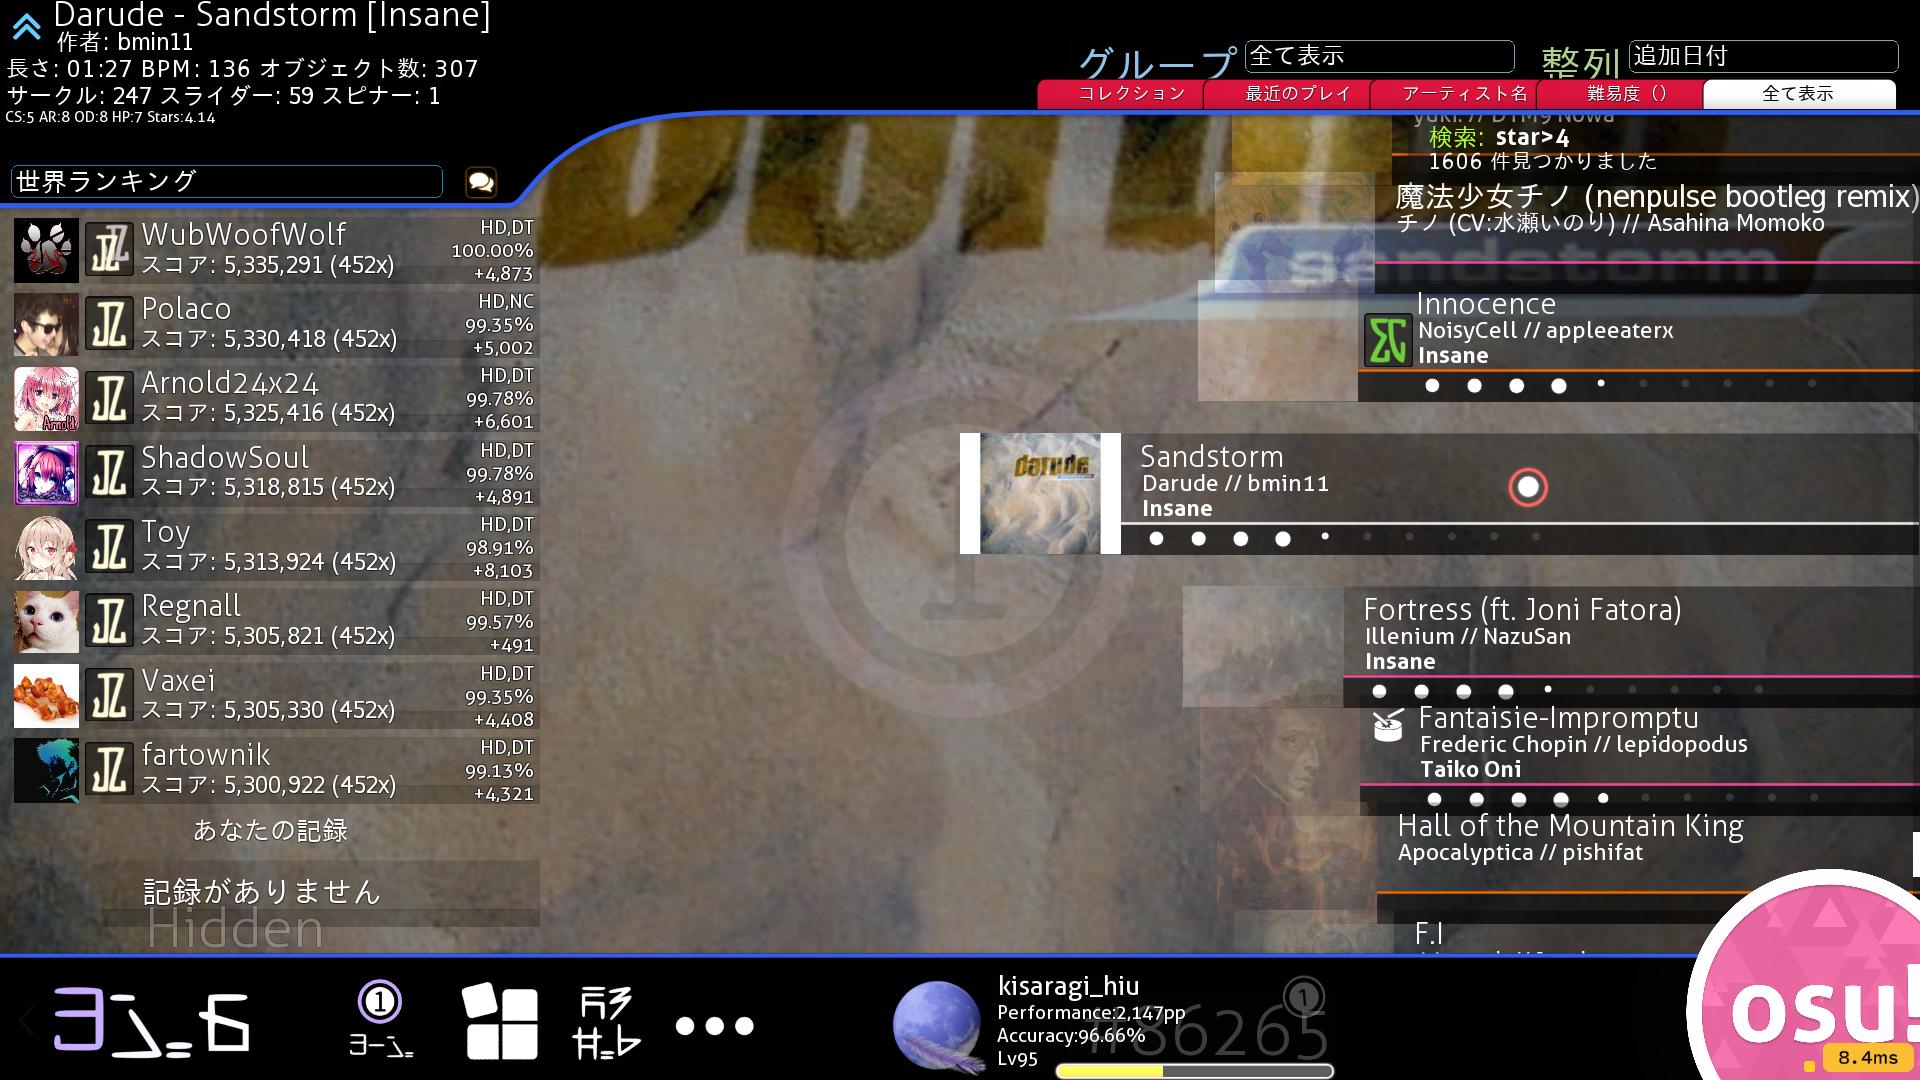 Darude - Sandstorm [Insane]
作者: bmin11
長さ: 01:27 BPM: 136 オブジェクト数: 307
サークル: 247 スライダー: 59 スピナー: 1
CS:5 AR:8 OD:8 HP:7 Stars:4.14
グループ 全て表示
整列 追加日付
コレクション 最近のプレイ アーティスト名 難易度（） 全て表示
検索: star>4
1606 件見つかりました
世界ランキング
WubWoofWolf HD,DT
スコア: 5,335,291 (452x) 100.00%
+4,873
Polaco HD,NC
スコア: 5,330,418 (452x) 99.35%
+5,002
Arnold24x24 HD,DT
スコア: 5,325,416 (452x) 99.78%
+6,601
ShadowSoul HD,DT
スコア: 5,318,815 (452x) 99.78%
+4,891
Toy HD,DT
スコア: 5,313,924 (452x) 98.91%
+8,103
Regnall HD,DT
スコア: 5,305,821 (452x) 99.57%
+491
Vaxei HD,DT
スコア: 5,305,330 (452x) 99.35%
+4,408
fartownik HD,DT
スコア: 5,300,922 (452x) 99.13%
+4,321
あなたの記録
記録がありません
Hidden
sandstorm
魔法少女チノ (nenpulse bootleg remix)
チノ (CV:水瀬いのり) // Asahina Momoko
Innocence
NoisyCell // appleeaterx
Insane
darude
Sandstorm
Darude // bmin11
Insane
Fortress (ft. Joni Fatora)
Illenium // NazuSan
Insane
Fantaisie-Impromptu
Frederic Chopin // lepidopodus
Taiko Oni
Hall of the Mountain King
Apocalyptica // pishifat
F.I
kisaragi_hiu
Performance:2,147pp
Accuracy:96.66%
Lv95
#86265
1
1
osu!
8.4ms